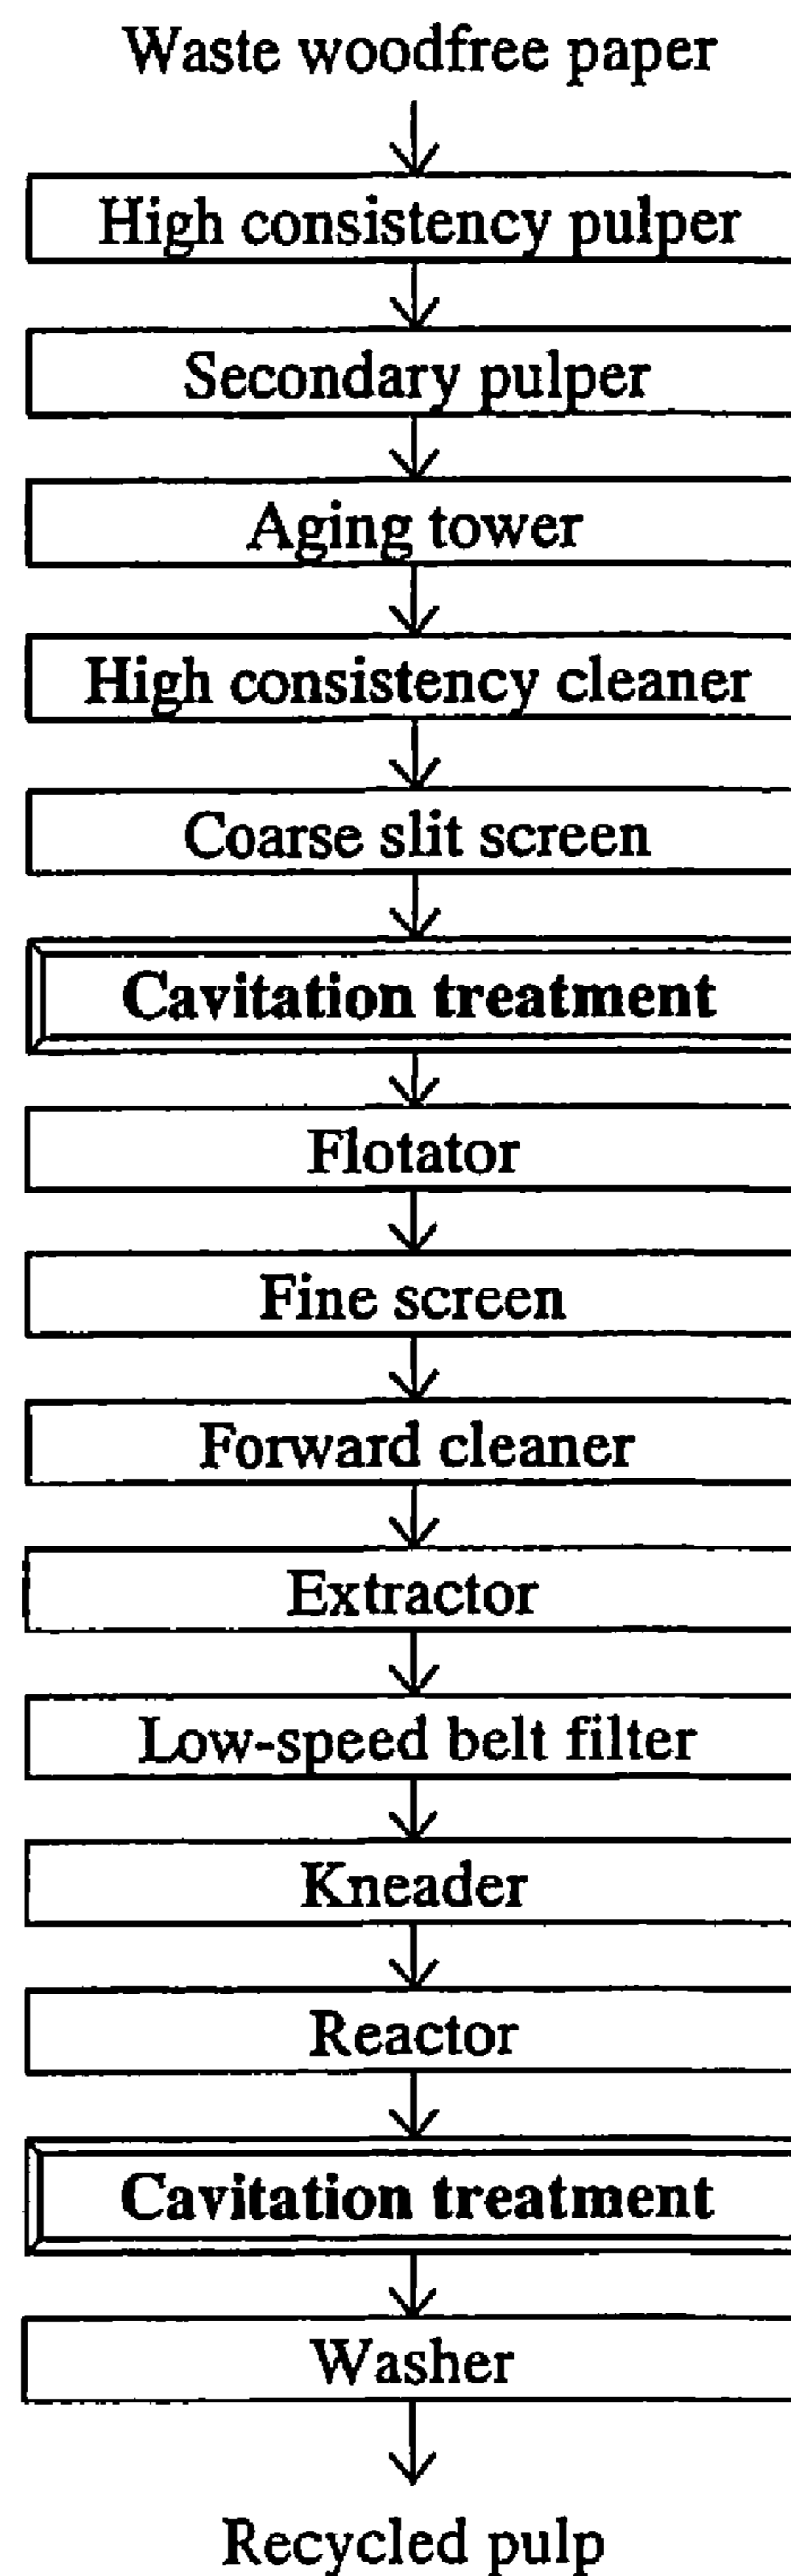 Waste woodfree paper
High consistency pulper
Secondary pulper
Aging tower
High consistency cleaner
Coarse slit screen
Cavitation treatment
Flotator
Fine screen
Forward cleaner
Extractor
Low-speed belt filter
Kneader
Reactor
Cavitation treatment
Washer
Recycled pulp